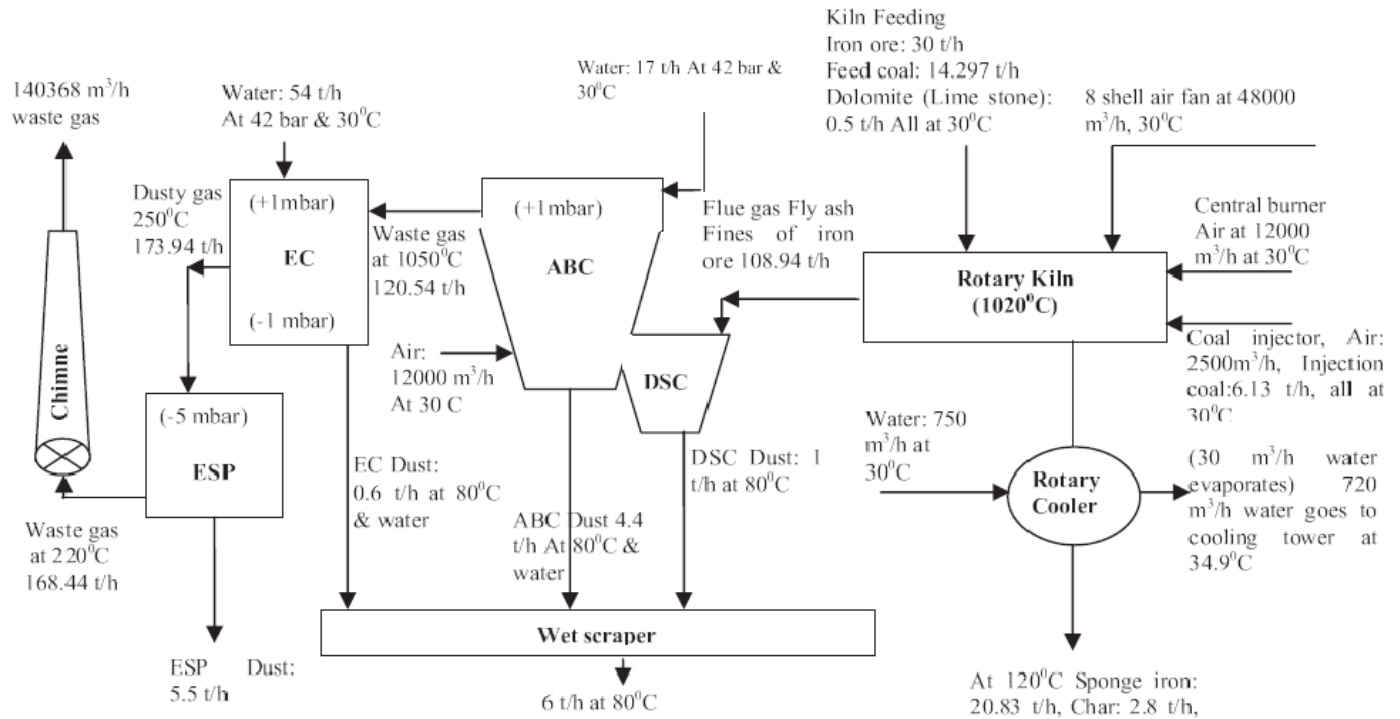 Kiln Feeding
Iron ore: 30 t/h
Feed coal: 14.297 t/h
Dolomite (Lime stone):
0.5 t/h All at 30⁰C
8 shell air fan at 48000
m³/h, 30⁰C
Water: 17 t/h At 42 bar &
30⁰C
140368 m³/h
waste gas
Water: 54 t/h
At 42 bar & 30⁰C
Dusty gas
250⁰C
173.94 t/h
(+1mbar)
EC
(-1 mbar)
Waste gas
at 1050⁰C
120.54 t/h
(+1mbar)
ABC
Flue gas Fly ash
Fines of iron
ore 108.94 t/h
Rotary Kiln
(1020⁰C)
Central burner
Air at 12000
m³/h at 30⁰C
Coal injector, Air:
2500m³/h, Injection
coal:6.13 t/h, all at
30⁰C
Air:
12000 m³/h
At 30 C
DSC
Chimne
(-5 mbar)
ESP
Water: 750
m³/h at
30⁰C
Rotary
Cooler
(30 m³/h water
evaporates) 720
m³/h water goes to
cooling tower at
34.9⁰C
EC Dust:
0.6 t/h at 80⁰C
& water
ABC Dust 4.4
t/h At 80⁰C &
water
DSC Dust: 1
t/h at 80⁰C
Waste gas
at 220⁰C
168.44 t/h
Wet scraper
ESP Dust:
5.5 t/h
6 t/h at 80⁰C
At 120⁰C Sponge iron:
20.83 t/h, Char: 2.8 t/h,